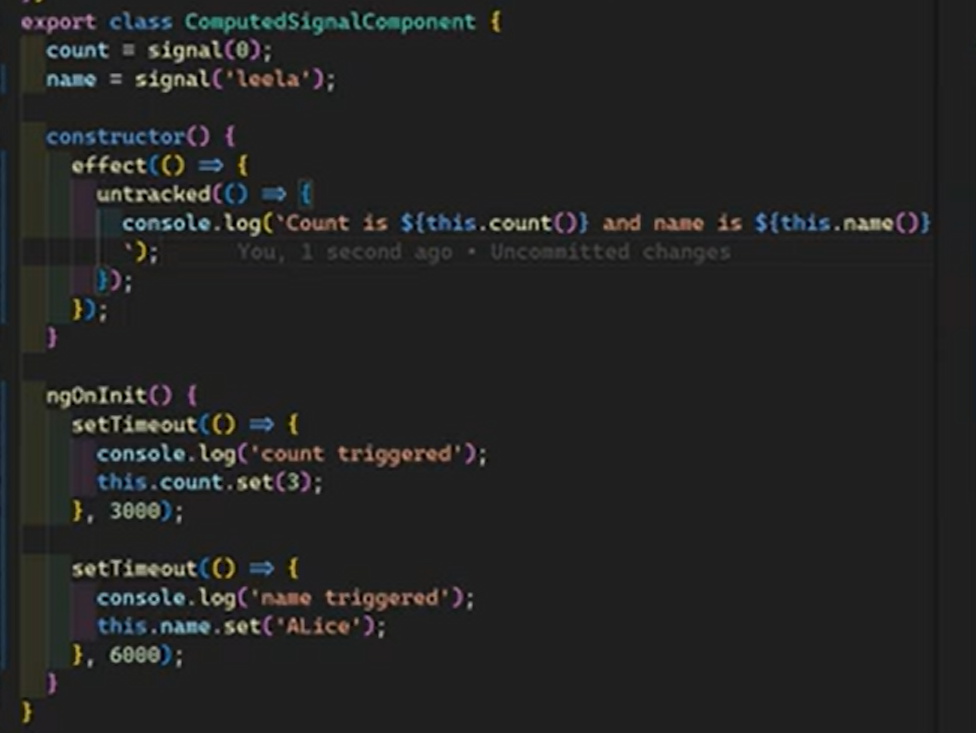 export class ComputedSignalComponent {
count = signal(0);
name = signal('leela');
constructor() {
effect(() => {
untracked(() => {
console.log(`Count is ${this.count()} and name is ${this.name()}
`); You, 1 second ago • Uncommitted changes
});
});
}
ngOnInit() {
setTimeout(() => {
console.log('count triggered');
this.count.set(3);
}, 3000);
setTimeout(() => {
console.log('name triggered');
this.name.set('ALice');
}, 6000);
}
}